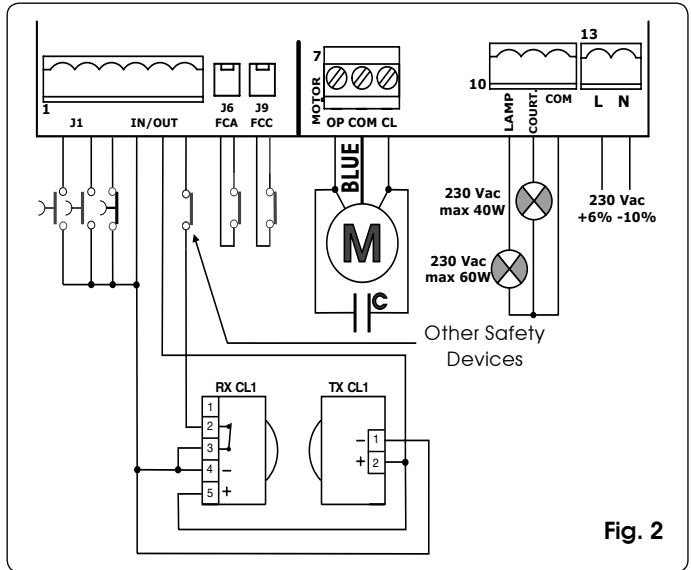 13
7
10
1
MOTOR
LAMP
COURT.
COM
L N
J1
IN/OUT
J6
FCA
J9
FCC
OP COM CL
BLUE
230 Vac
max 40W
230 Vac
+6% -10%
M
230 Vac
max 60W
C
Other Safety
Devices
RX CL1
TX CL1
1
2
3
4 –
5 +
– 1
+ 2
Fig. 2